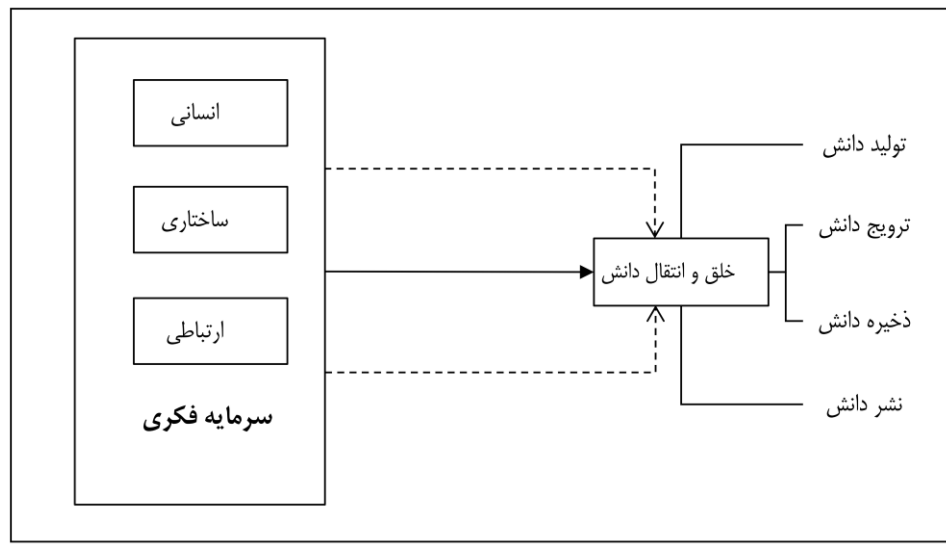 انسانی
ساختاری
ارتباطی
سرمایه فکری
خلق و انتقال دانش
تولید دانش
ترویج دانش
ذخیره دانش
نشر دانش